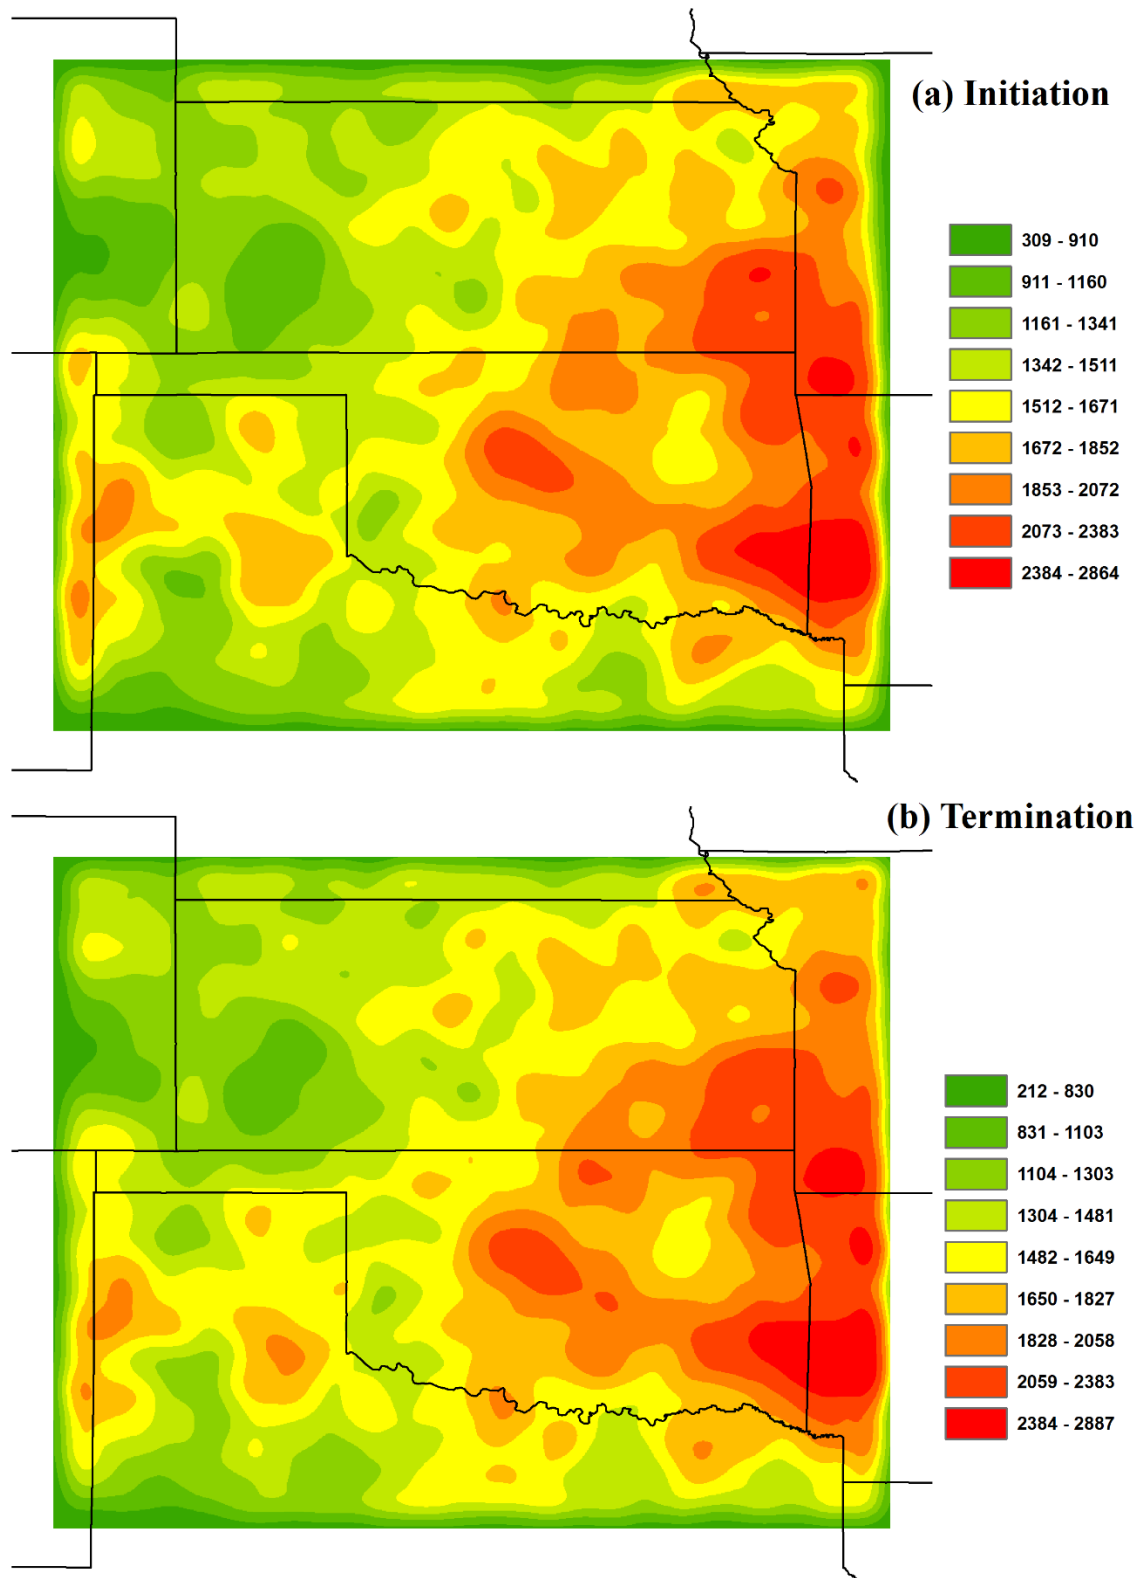 (a) Initiation
309 - 910
911 - 1160
1161 - 1341
1342 - 1511
1512 - 1671
1672 - 1852
1853 - 2072
2073 - 2383
2384 - 2864
(b) Termination
212 - 830
831 - 1103
1104 - 1303
1304 - 1481
1482 - 1649
1650 - 1827
1828 - 2058
2059 - 2383
2384 - 2887